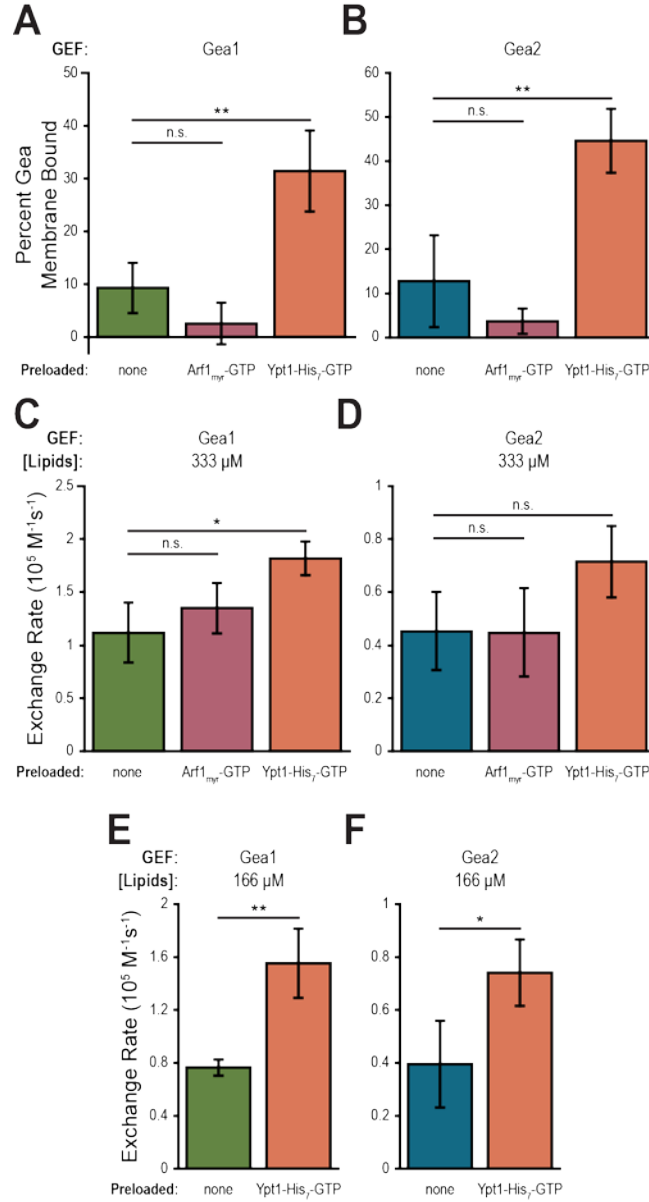 A
B
GEF: Gea1 Gea2
Percent Gea
Membrane Bound
50
40
30
20
10
0
**
n.s.
60
50
40
30
20
10
0
**
n.s.
Preloaded: none Arf1myr-GTP Ypt1-His7-GTP none Arf1myr-GTP Ypt1-His7-GTP
C
D
GEF: Gea1 Gea2
[Lipids]: 333 µM 333 µM
Exchange Rate (10⁵ M⁻¹s⁻¹)
2.5
2
1.5
1
0.5
0
*
n.s.
1
0.8
0.6
0.4
0.2
0
n.s.
n.s.
Preloaded: none Arf1myr-GTP Ypt1-His7-GTP none Arf1myr-GTP Ypt1-His7-GTP
E
F
GEF: Gea1 Gea2
[Lipids]: 166 µM 166 µM
Exchange Rate (10⁵ M⁻¹s⁻¹)
2
1.6
1.2
0.8
0.4
0
**
1
0.8
0.6
0.4
0.2
0
*
Preloaded: none Ypt1-His7-GTP none Ypt1-His7-GTP